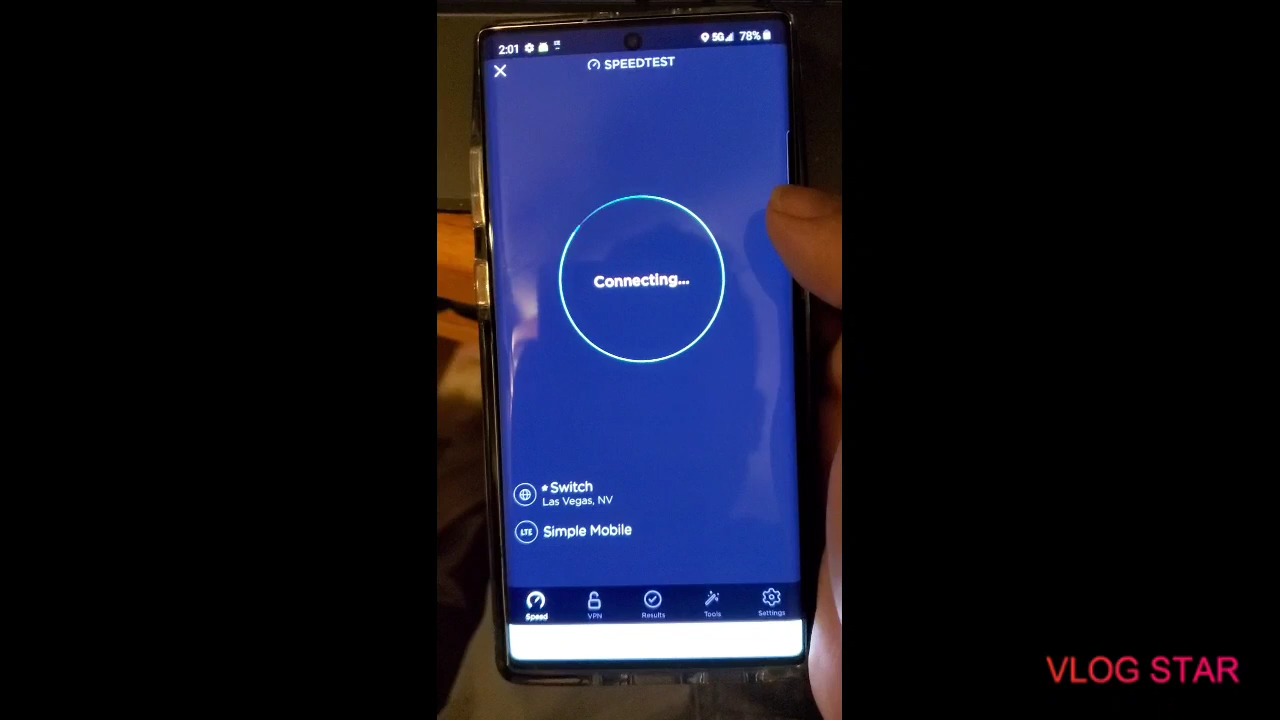 2:01
5G
78%
SPEEDTEST
Connecting...
* Switch
Las Vegas, NV
LTE
Simple Mobile
Speed
VPN
Results
Tools
Settings
VLOG STAR